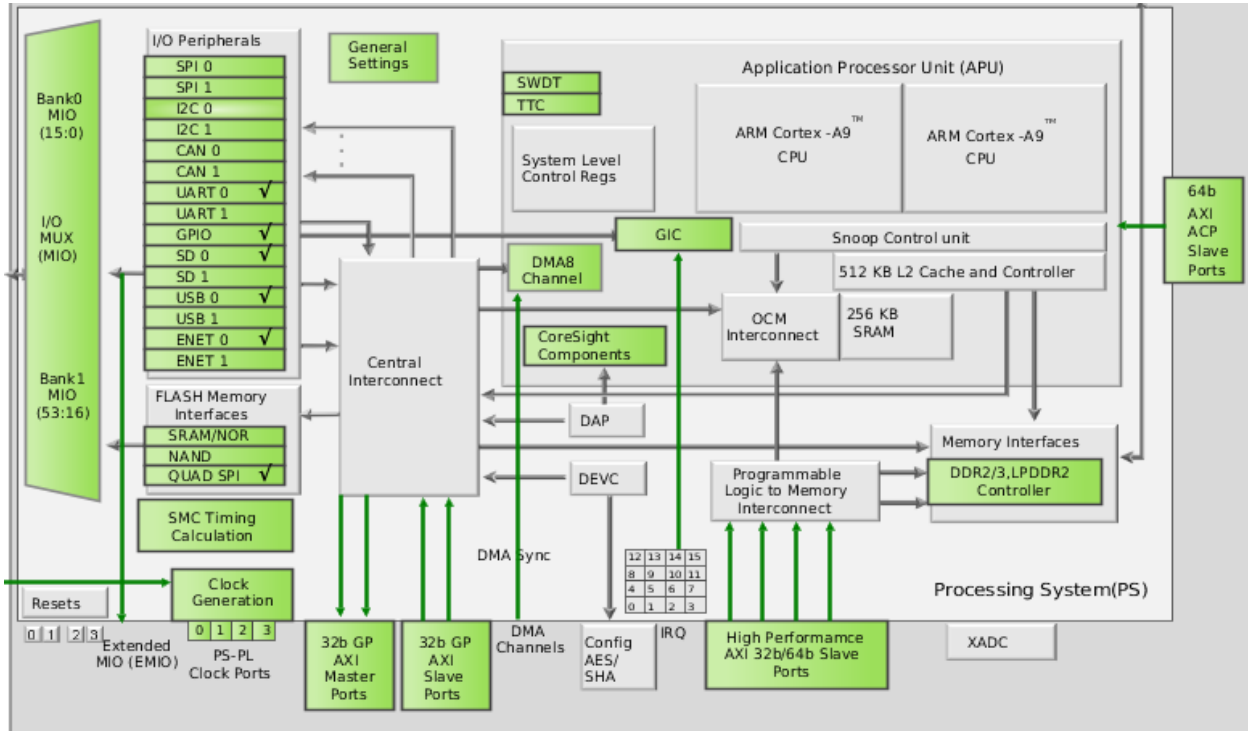 I/O Peripherals
SPI 0
SPI 1
I2C 0
I2C 1
CAN 0
CAN 1
UART 0 √
UART 1
GPIO √
SD 0 √
SD 1
USB 0 √
USB 1
ENET 0 √
ENET 1
Bank0
MIO
(15:0)
I/O
MUX
(MIO)
Bank1
MIO
(53:16)
FLASH Memory
Interfaces
SRAM/NOR
NAND
QUAD SPI √
SMC Timing
Calculation
General
Settings
Application Processor Unit (APU)
SWDT
TTC
System Level
Control Regs
ARM Cortex -A9™
CPU
ARM Cortex -A9™
CPU
GIC
Snoop Control unit
512 KB L2 Cache and Controller
DMA8
Channel
OCM
Interconnect
256 KB
SRAM
CoreSight
Components
Central
Interconnect
DAP
DEVC
Programmable
Logic to Memory
Interconnect
Memory Interfaces
DDR2/3,LPDDR2
Controller
64b
AXI
ACP
Slave
Ports
DMA Sync
12 13 14 15
8 9 10 11
4 5 6 7
0 1 2 3
Processing System(PS)
Resets
0 1 2 3
Extended
MIO (EMIO)
Clock
Generation
0 1 2 3
PS-PL
Clock Ports
32b GP
AXI
Master
Ports
32b GP
AXI
Slave
Ports
DMA
Channels
Config
AES/
SHA
IRQ
High Performamce
AXI 32b/64b Slave
Ports
XADC